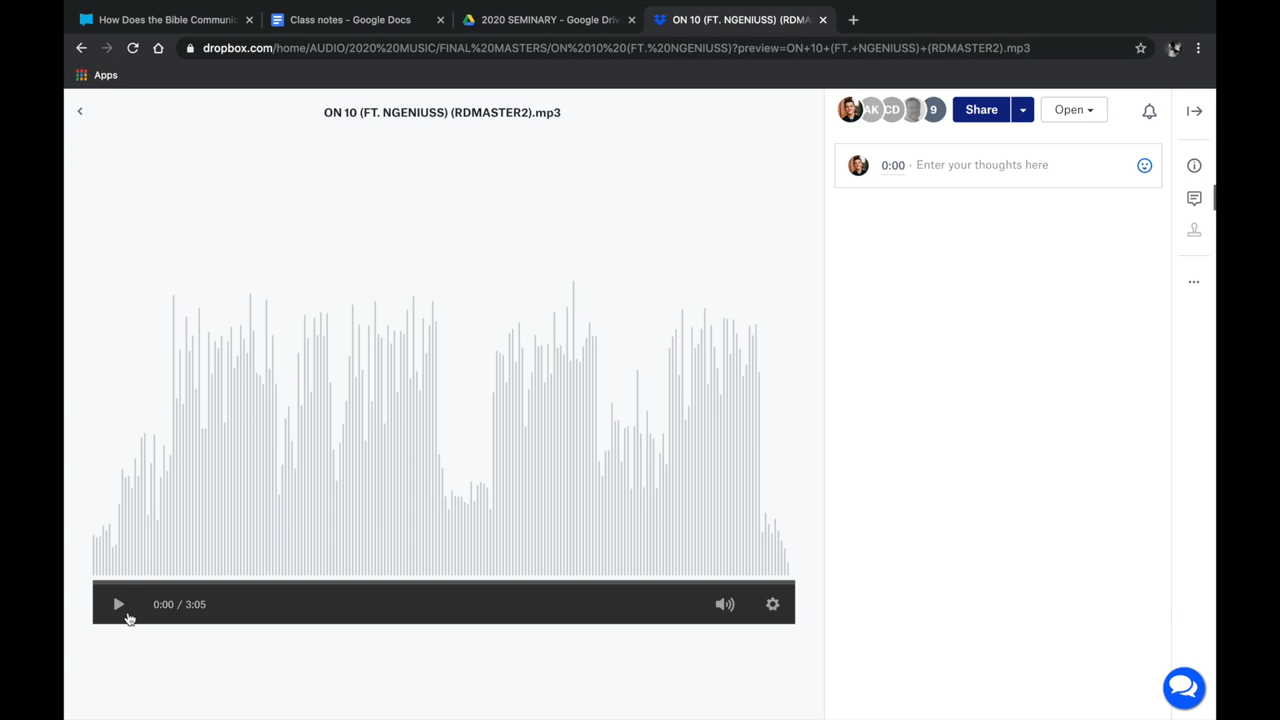 How Does the Bible Communic
Class notes - Google Docs
2020 SEMINARY - Google Driv
ON 10 (FT. NGENIUSS) (RDMA
dropbox.com/home/AUDIO/2020%20MUSIC/FINAL%20MASTERS/ON%2010%20(FT.%20NGENIUSS)?preview=ON+10+(FT.+NGENIUSS)+(RDMASTER2).mp3
Apps
ON 10 (FT. NGENIUSS) (RDMASTER2).mp3
AK
CD
9
Share
Open
0:00 · Enter your thoughts here
0:00 / 3:05